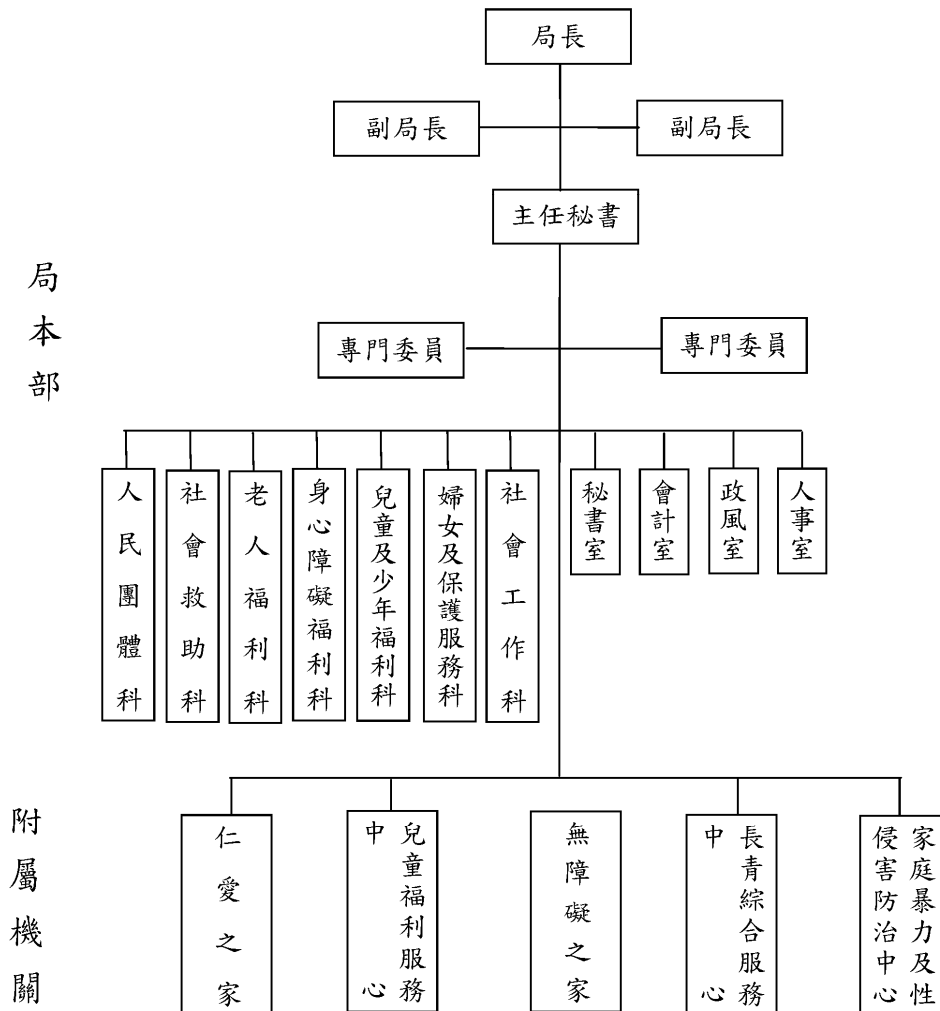 局長
副局長
副局長
主任秘書
局本部
專門委員
專門委員
人民團體科
社會救助科
老人福利科
身心障礙福利科
兒童及少年福利科
婦女及保護服務科
社會工作科
秘書室
會計室
政風室
人事室
附屬機關
仁愛之家
兒童福利服務
中心
無障礙之家
長青綜合服務
中心
家庭暴力及性
侵害防治中心